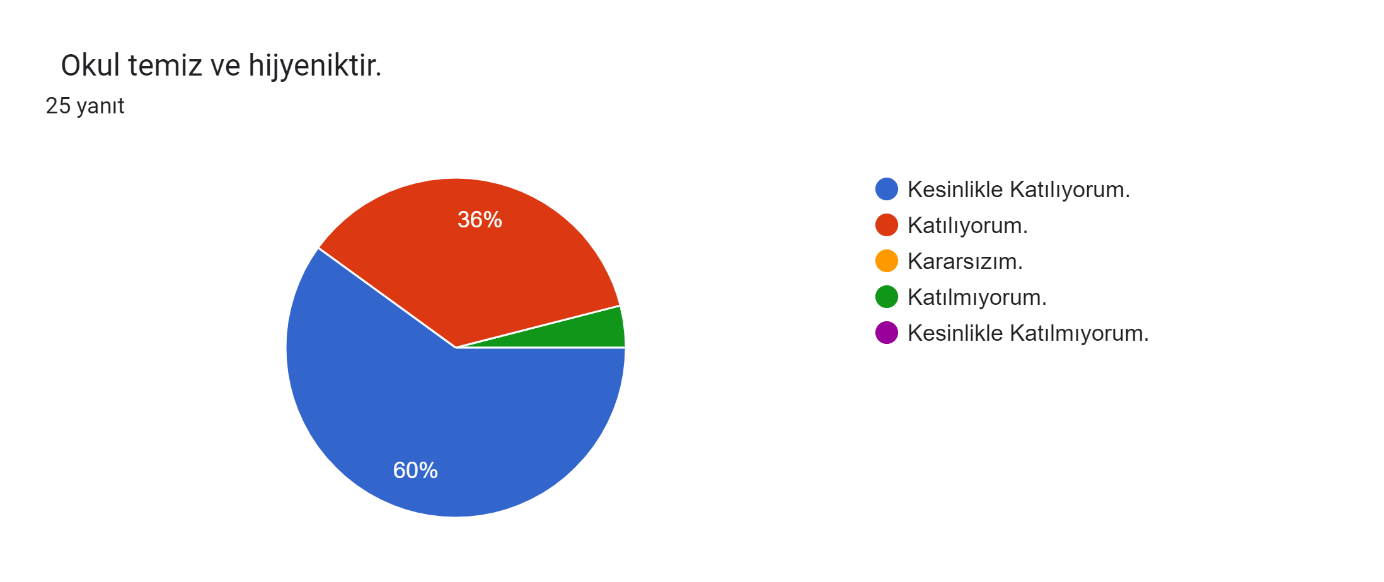 Okul temiz ve hijyeniktir.
25 yanıt
36%
60%
Kesinlikle Katılıyorum.
Katılıyorum.
Kararsızım.
Katılmıyorum.
Kesinlikle Katılmıyorum.